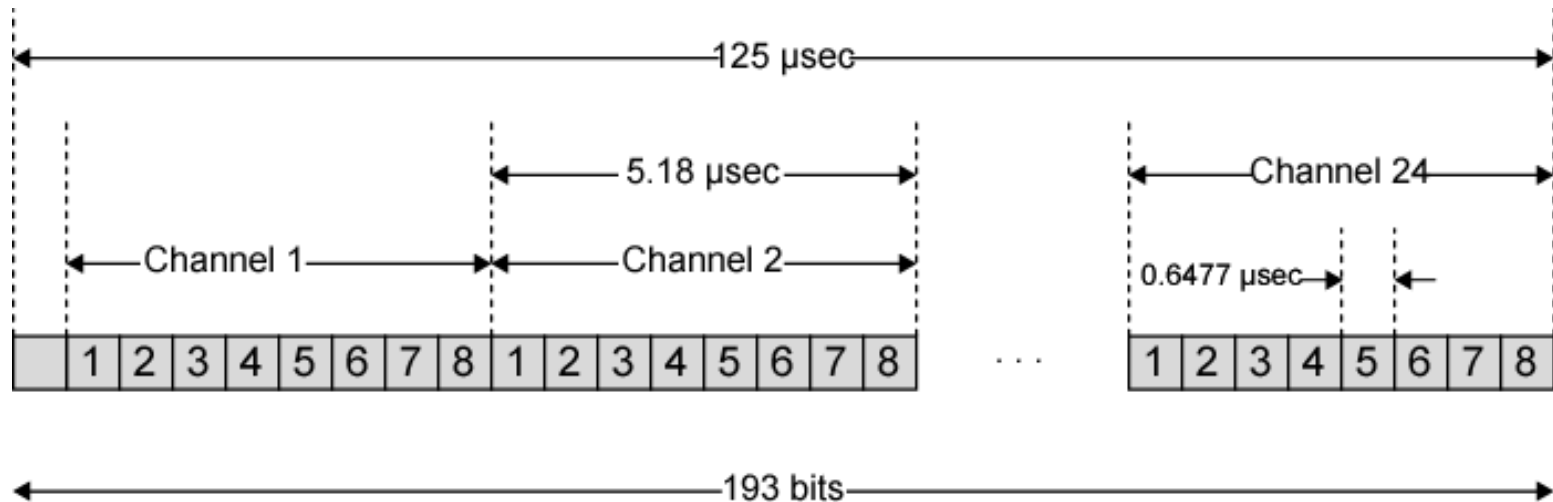 125 µsec
5.18 µsec
Channel 24
Channel 1
Channel 2
0.6477 µsec
1 2 3 4 5 6 7 8 1 2 3 4 5 6 7 8 . . . 1 2 3 4 5 6 7 8
193 bits